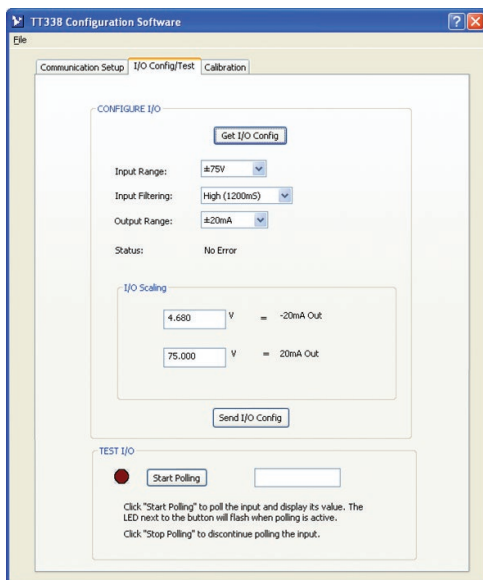 TT338 Configuration Software
File
Communication Setup I/O Config/Test Calibration
CONFIGURE I/O
Get I/O Config
Input Range: ±75V
Input Filtering: High (1200mS)
Output Range: ±20mA
Status: No Error
I/O Scaling
4.680 V = -20mA Out
75.000 V = 20mA Out
Send I/O Config
TEST I/O
Start Polling
Click "Start Polling" to poll the input and display its value. The
LED next to the button will flash when polling is active.
Click "Stop Polling" to discontinue polling the input.